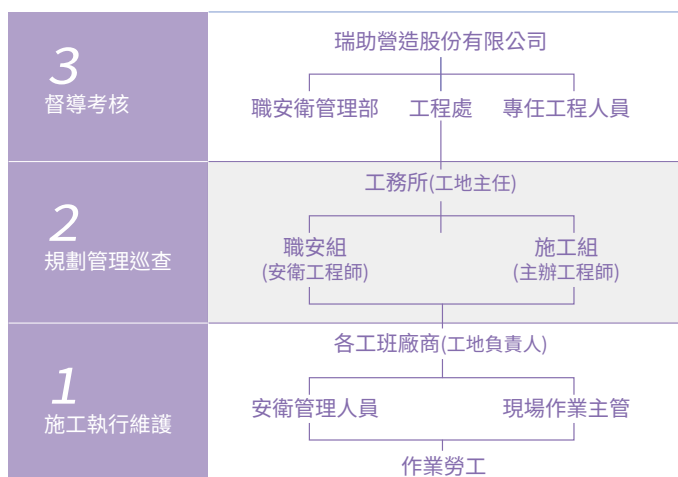 3
督導考核
瑞助營造股份有限公司
職安衛管理部 工程處 專任工程人員
2
規劃管理巡查
工務所(工地主任)
職安組 施工組
(安衛工程師) (主辦工程師)
1
施工執行維護
各工班廠商(工地負責人)
安衛管理人員 現場作業主管
作業勞工